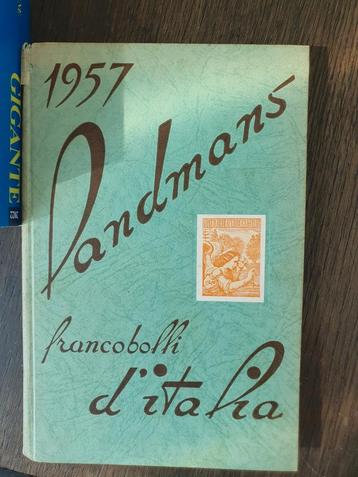 1957
landmans
francobolli
d'italia
GIGANTE